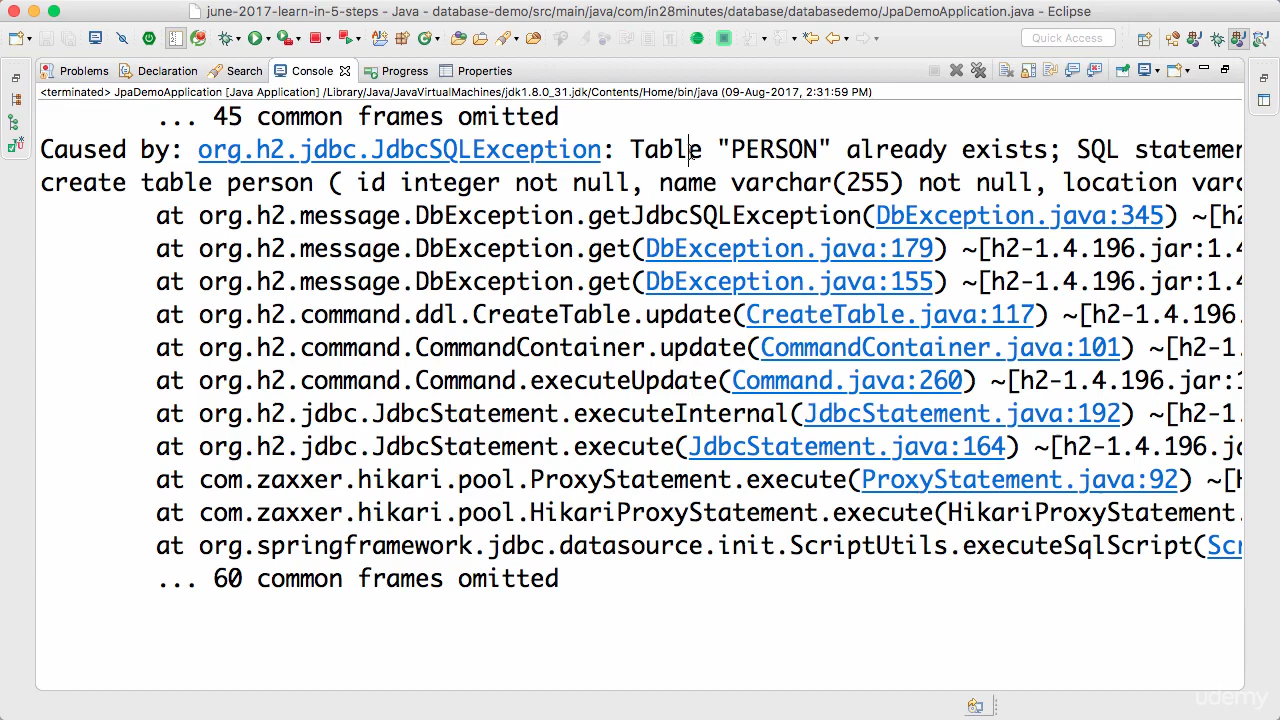 june-2017-learn-in-5-steps - Java - database-demo/src/main/java/com/in28minutes/database/databasedemo/JpaDemoApplication.java - Eclipse
Quick Access
Problems Declaration Search Console Progress Properties
<terminated> JpaDemoApplication [Java Application] /Library/Java/JavaVirtualMachines/jdk1.8.0_31.jdk/Contents/Home/bin/java (09-Aug-2017, 2:31:59 PM)
... 45 common frames omitted
Caused by: org.h2.jdbc.JdbcSQLException: Table "PERSON" already exists; SQL statemer
create table person ( id integer not null, name varchar(255) not null, location varc
at org.h2.message.DbException.getJdbcSQLException(DbException.java:345) ~[h2
at org.h2.message.DbException.get(DbException.java:179) ~[h2-1.4.196.jar:1.4
at org.h2.message.DbException.get(DbException.java:155) ~[h2-1.4.196.jar:1.4
at org.h2.command.ddl.CreateTable.update(CreateTable.java:117) ~[h2-1.4.196.
at org.h2.command.CommandContainer.update(CommandContainer.java:101) ~[h2-1.
at org.h2.command.Command.executeUpdate(Command.java:260) ~[h2-1.4.196.jar:1
at org.h2.jdbc.JdbcStatement.executeInternal(JdbcStatement.java:192) ~[h2-1.
at org.h2.jdbc.JdbcStatement.execute(JdbcStatement.java:164) ~[h2-1.4.196.ja
at com.zaxxer.hikari.pool.ProxyStatement.execute(ProxyStatement.java:92) ~[H
at com.zaxxer.hikari.pool.HikariProxyStatement.execute(HikariProxyStatement.
at org.springframework.jdbc.datasource.init.ScriptUtils.executeSqlScript(Scr
... 60 common frames omitted
udemy